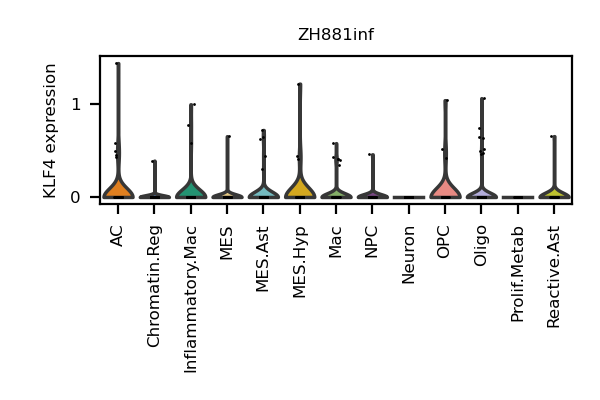 ZH881inf
KLF4 expression
1
0
AC
Chromatin.Reg
Inflammatory.Mac
MES
MES.Ast
MES.Hyp
Mac
NPC
Neuron
OPC
Oligo
Prolif.Metab
Reactive.Ast